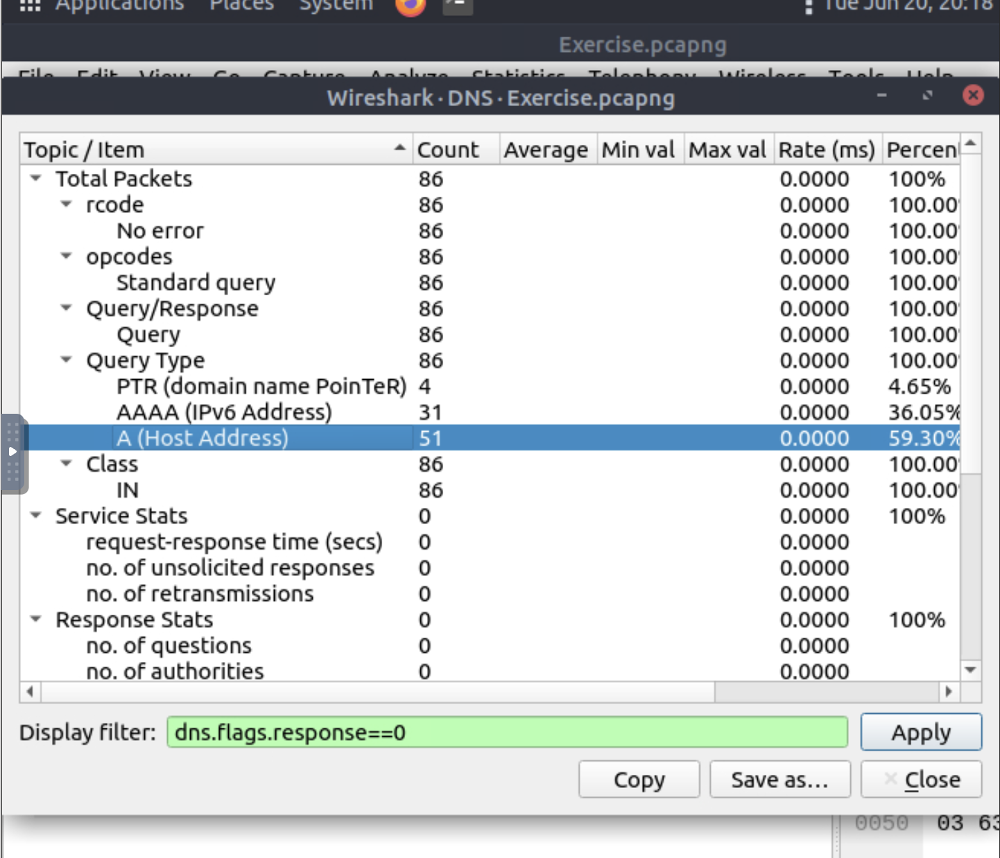 Applications Places System Tue Jun 20, 20:18
Exercise.pcapng
File Edit View Go Capture Analyze Statistics Telephony Wireless Tools Help
Wireshark · DNS · Exercise.pcapng
Topic / Item Count Average Min val Max val Rate (ms) Percen
Total Packets 86 0.0000 100%
rcode 86 0.0000 100.00
No error 86 0.0000 100.00
opcodes 86 0.0000 100.00
Standard query 86 0.0000 100.00
Query/Response 86 0.0000 100.00
Query 86 0.0000 100.00
Query Type 86 0.0000 100.00
PTR (domain name PoinTeR) 4 0.0000 4.65%
AAAA (IPv6 Address) 31 0.0000 36.05%
A (Host Address) 51 0.0000 59.30%
Class 86 0.0000 100.00
IN 86 0.0000 100.00
Service Stats 0 0.0000 100%
request-response time (secs) 0 0.0000
no. of unsolicited responses 0 0.0000
no. of retransmissions 0 0.0000
Response Stats 0 0.0000 100%
no. of questions 0 0.0000
no. of authorities 0 0.0000
Display filter: dns.flags.response==0 Apply
Copy Save as... Close
0050 03 63